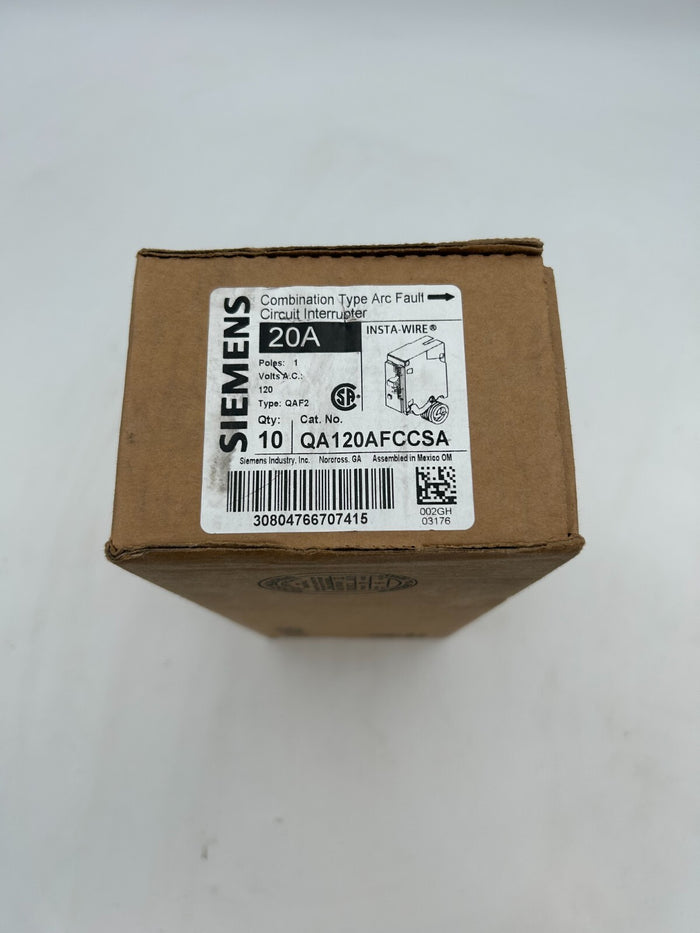 SIEMENS
Combination Type Arc Fault
Circuit Interrupter
20A
INSTA-WIRE®
Poles: 1
Volts A.C.:
120
Type: QAF2
SA
Qty: Cat. No.
10 QA120AFCCSA
Siemens Industry, Inc. Norcross, GA Assembled in Mexico OM
30804766707415
002GH
03176